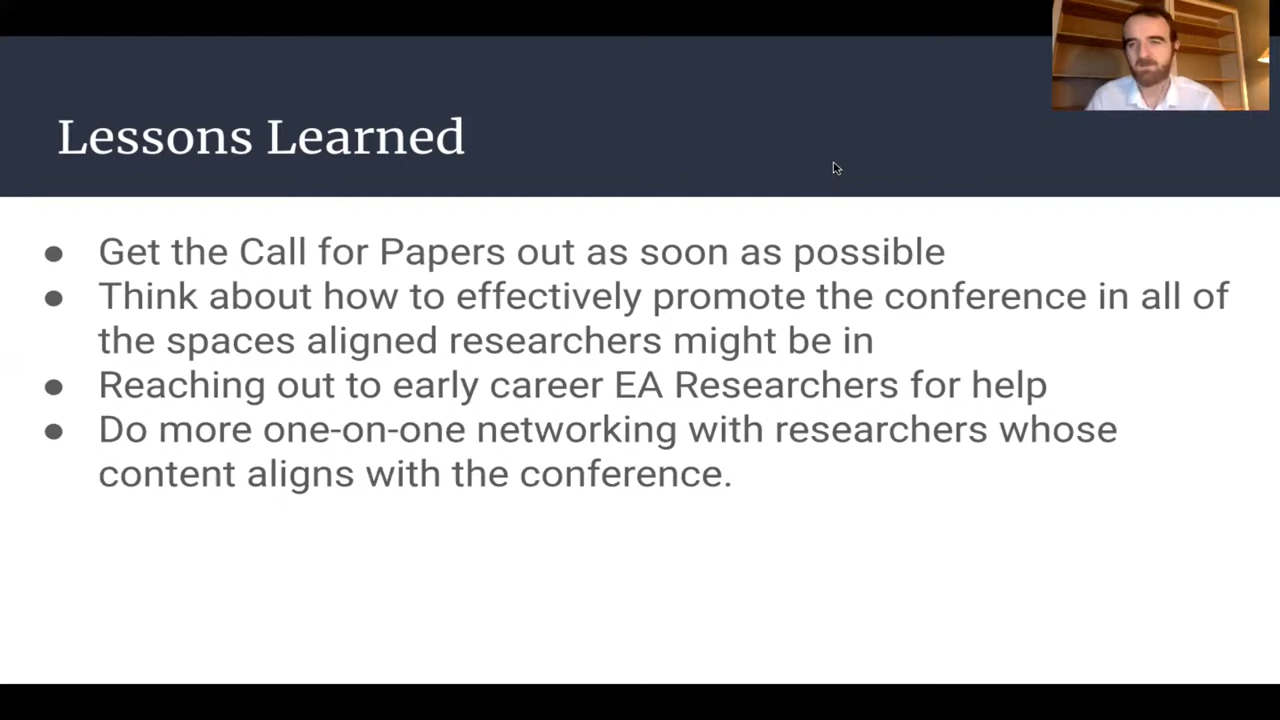 Lessons Learned
● Get the Call for Papers out as soon as possible
● Think about how to effectively promote the conference in all of
the spaces aligned researchers might be in
● Reaching out to early career EA Researchers for help
● Do more one-on-one networking with researchers whose
content aligns with the conference.